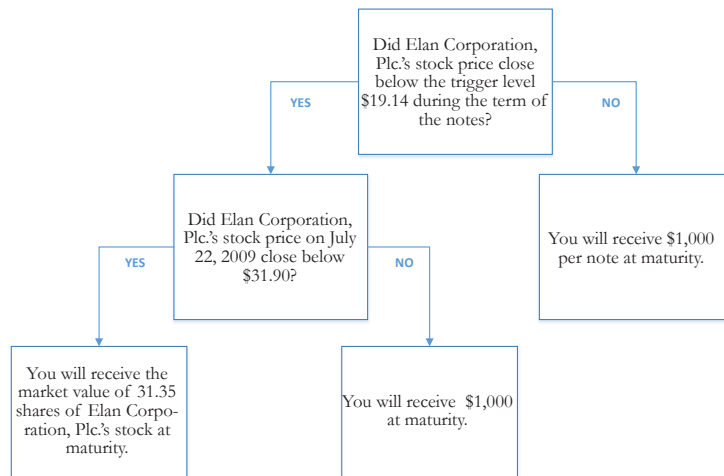 Did Elan Corporation,
Plc.'s stock price close
below the trigger level
$19.14 during the term of
the notes?
YES
NO
Did Elan Corporation,
Plc.'s stock price on July
22, 2009 close below
$31.90?
You will receive $1,000
per note at maturity.
YES
NO
You will receive the
market value of 31.35
shares of Elan Corpo-
ration, Plc.'s stock at
maturity.
You will receive $1,000
at maturity.